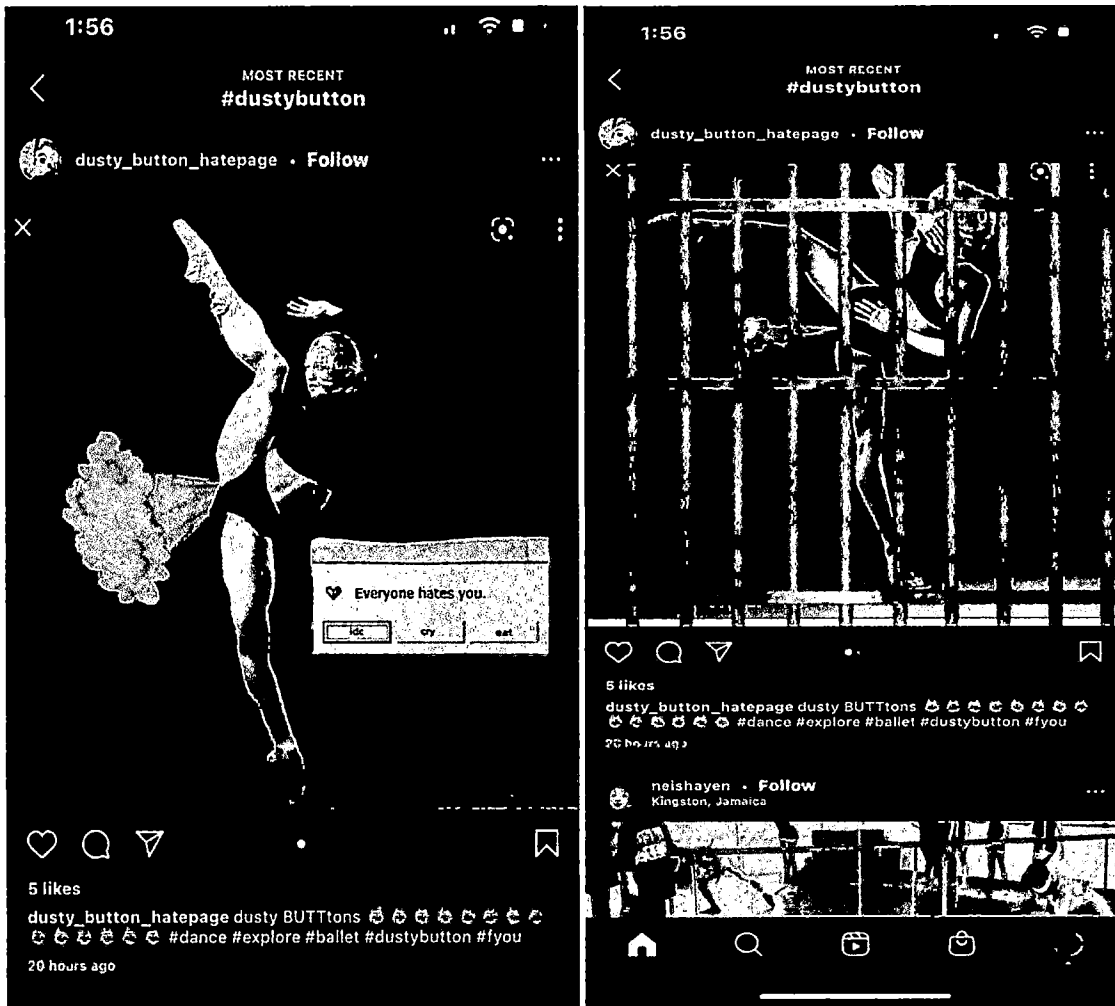 1:56
MOST RECENT
#dustybutton
dusty_button_hatepage • Follow
Everyone hates you.
idc
cry
eat
5 likes
dusty_button_hatepage dusty BUTTtons
#dance #explore #ballet #dustybutton #fyou
20 hours ago
1:56
MOST RECENT
#dustybutton
dusty_button_hatepage • Follow
5 likes
dusty_button_hatepage dusty BUTTtons
#dance #explore #ballet #dustybutton #fyou
20 hours ago
neishayen • Follow
Kingston, Jamaica